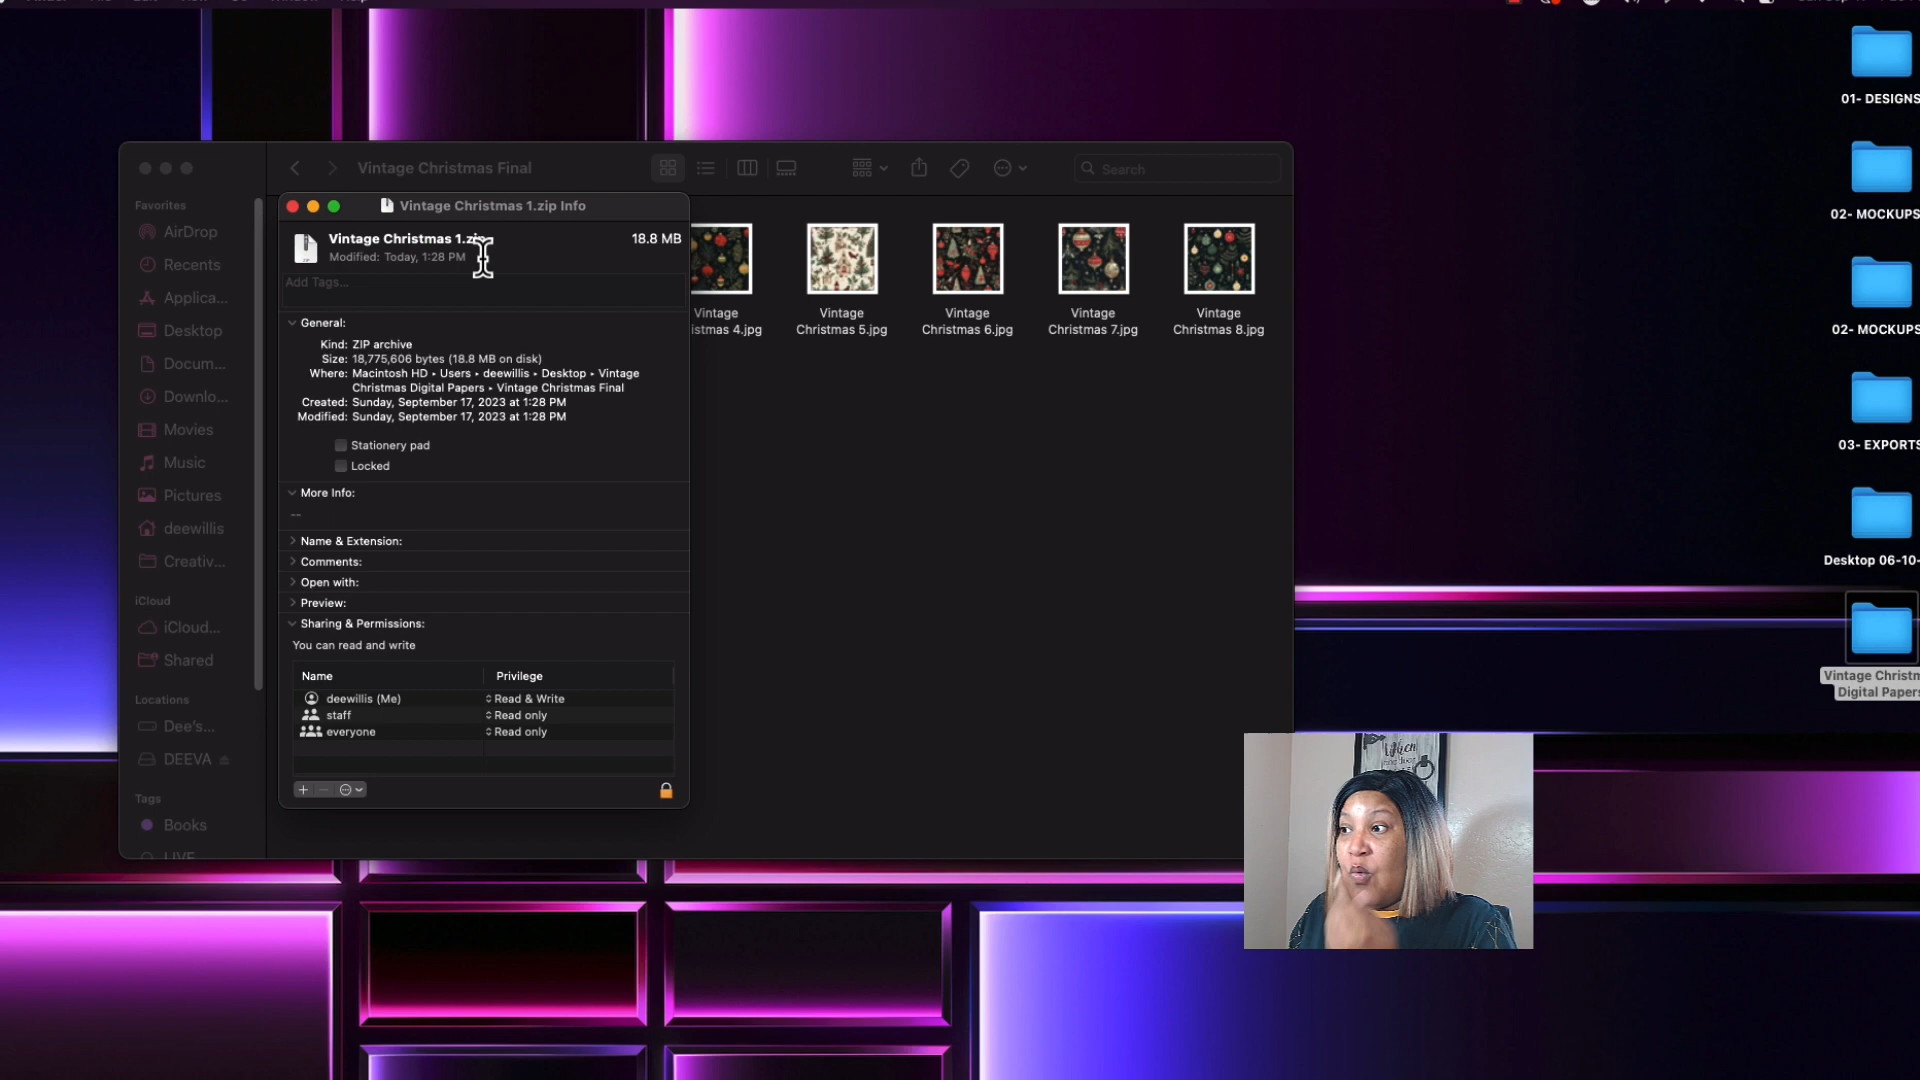 01- DESIGNS
02- MOCKUPS
02- MOCKUPS
03- EXPORTS
Desktop 06-10-
Vintage Christm
Digital Papers
Vintage Christmas Final
Search
Favorites
AirDrop
Recents
Applica...
Desktop
Docum...
Downlo...
Movies
Music
Pictures
deewillis
Creativ...
iCloud
iCloud...
Shared
Locations
Dee's...
DEEVA
Tags
Books
LIVE
Vintage Christmas 1.zip Info
Vintage Christmas 1.zip
18.8 MB
Modified: Today, 1:28 PM
Add Tags...
General:
Kind: ZIP archive
Size: 18,775,606 bytes (18.8 MB on disk)
Where: Macintosh HD ▸ Users ▸ deewillis ▸ Desktop ▸ Vintage
Christmas Digital Papers ▸ Vintage Christmas Final
Created: Sunday, September 17, 2023 at 1:28 PM
Modified: Sunday, September 17, 2023 at 1:28 PM
Stationery pad
Locked
More Info:
--
Name & Extension:
Comments:
Open with:
Preview:
Sharing & Permissions:
You can read and write
Name Privilege
deewillis (Me) Read & Write
staff Read only
everyone Read only
Vintage
istmas 4.jpg
Vintage
Christmas 5.jpg
Vintage
Christmas 6.jpg
Vintage
Christmas 7.jpg
Vintage
Christmas 8.jpg